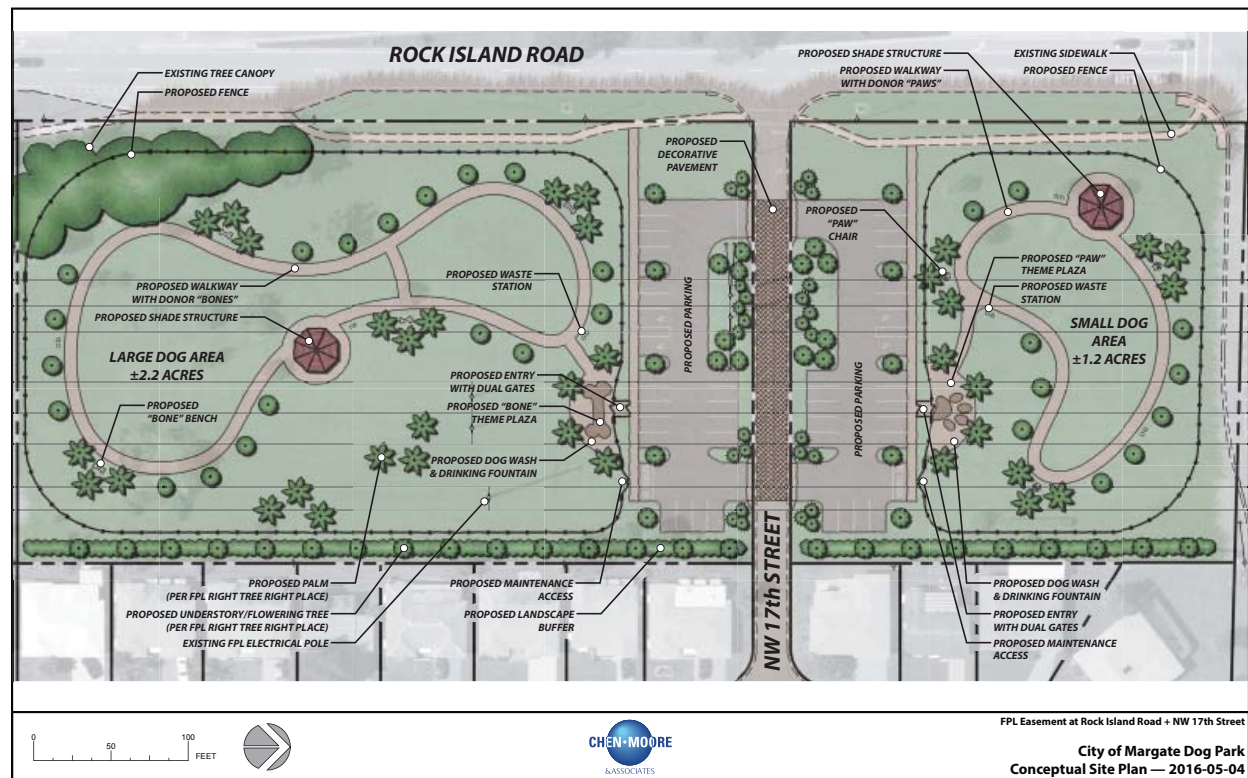 ROCK ISLAND ROAD
EXISTING TREE CANOPY
PROPOSED FENCE
PROPOSED SHADE STRUCTURE
PROPOSED WALKWAY
WITH DONOR “PAWS”
EXISTING SIDEWALK
PROPOSED FENCE
PROPOSED
DECORATIVE
PAVEMENT
PROPOSED
“PAW”
CHAIR
PROPOSED WALKWAY
WITH DONOR “BONES”
PROPOSED SHADE STRUCTURE
PROPOSED WASTE
STATION
PROPOSED “PAW”
THEME PLAZA
PROPOSED WASTE
STATION
LARGE DOG AREA
±2.2 ACRES
SMALL DOG
AREA
±1.2 ACRES
PROPOSED PARKING
PROPOSED PARKING
PROPOSED
“BONE” BENCH
PROPOSED ENTRY
WITH DUAL GATES
PROPOSED “BONE”
THEME PLAZA
PROPOSED DOG WASH
& DRINKING FOUNTAIN
NW 17th STREET
PROPOSED PALM
(PER FPL RIGHT TREE RIGHT PLACE)
PROPOSED UNDERSTORY/FLOWERING TREE
(PER FPL RIGHT TREE RIGHT PLACE)
EXISTING FPL ELECTRICAL POLE
PROPOSED MAINTENANCE
ACCESS
PROPOSED LANDSCAPE
BUFFER
PROPOSED DOG WASH
& DRINKING FOUNTAIN
PROPOSED ENTRY
WITH DUAL GATES
PROPOSED MAINTENANCE
ACCESS
0 50 100
FEET
CHEN•MOORE
&ASSOCIATES
FPL Easement at Rock Island Road + NW 17th Street
City of Margate Dog Park
Conceptual Site Plan — 2016-05-04